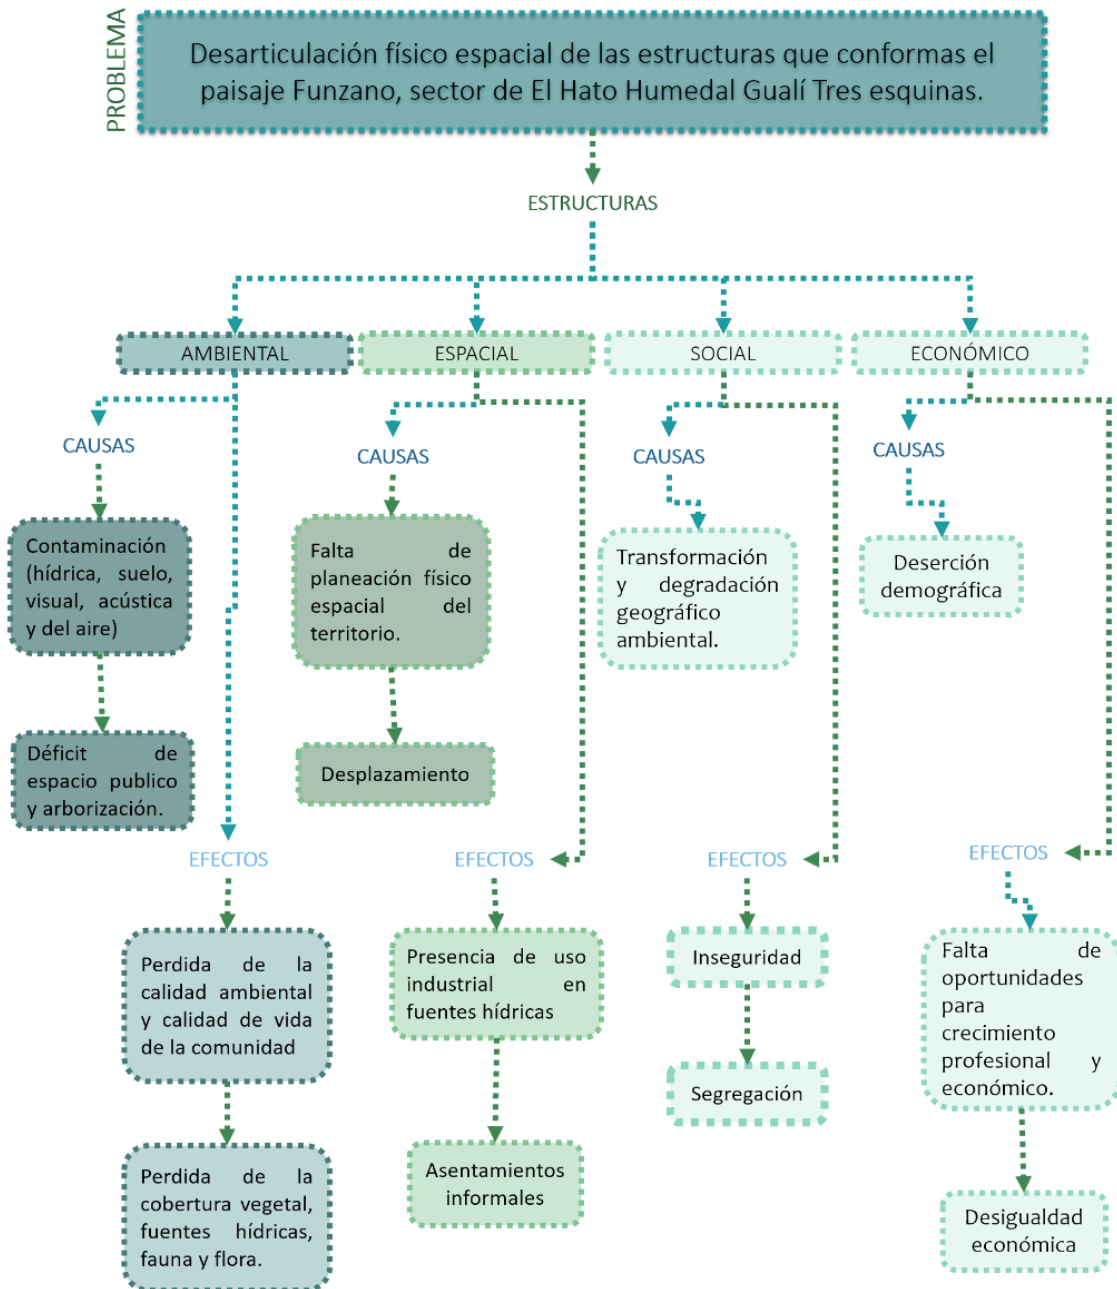 PROBLEMA
Desarticulación físico espacial de las estructuras que conformas el
paisaje Funzano, sector de El Hato Humedal Gualí Tres esquinas.
ESTRUCTURAS
AMBIENTAL
ESPACIAL
SOCIAL
ECONÓMICO
CAUSAS
CAUSAS
CAUSAS
CAUSAS
Contaminación
(hídrica, suelo,
visual, acústica
y del aire)
Falta de
planeación físico
espacial del
territorio.
Transformación
y degradación
geográfico
ambiental.
Deserción
demográfica
Déficit de
espacio publico
y arborización.
Desplazamiento
EFECTOS
EFECTOS
EFECTOS
EFECTOS
Perdida de la
calidad ambiental
y calidad de vida
de la comunidad
Presencia de uso
industrial en
fuentes hídricas
Inseguridad
Falta de
oportunidades
para
crecimiento
profesional y
económico.
Segregación
Perdida de la
cobertura vegetal,
fuentes hídricas,
fauna y flora.
Asentamientos
informales
Desigualdad
económica